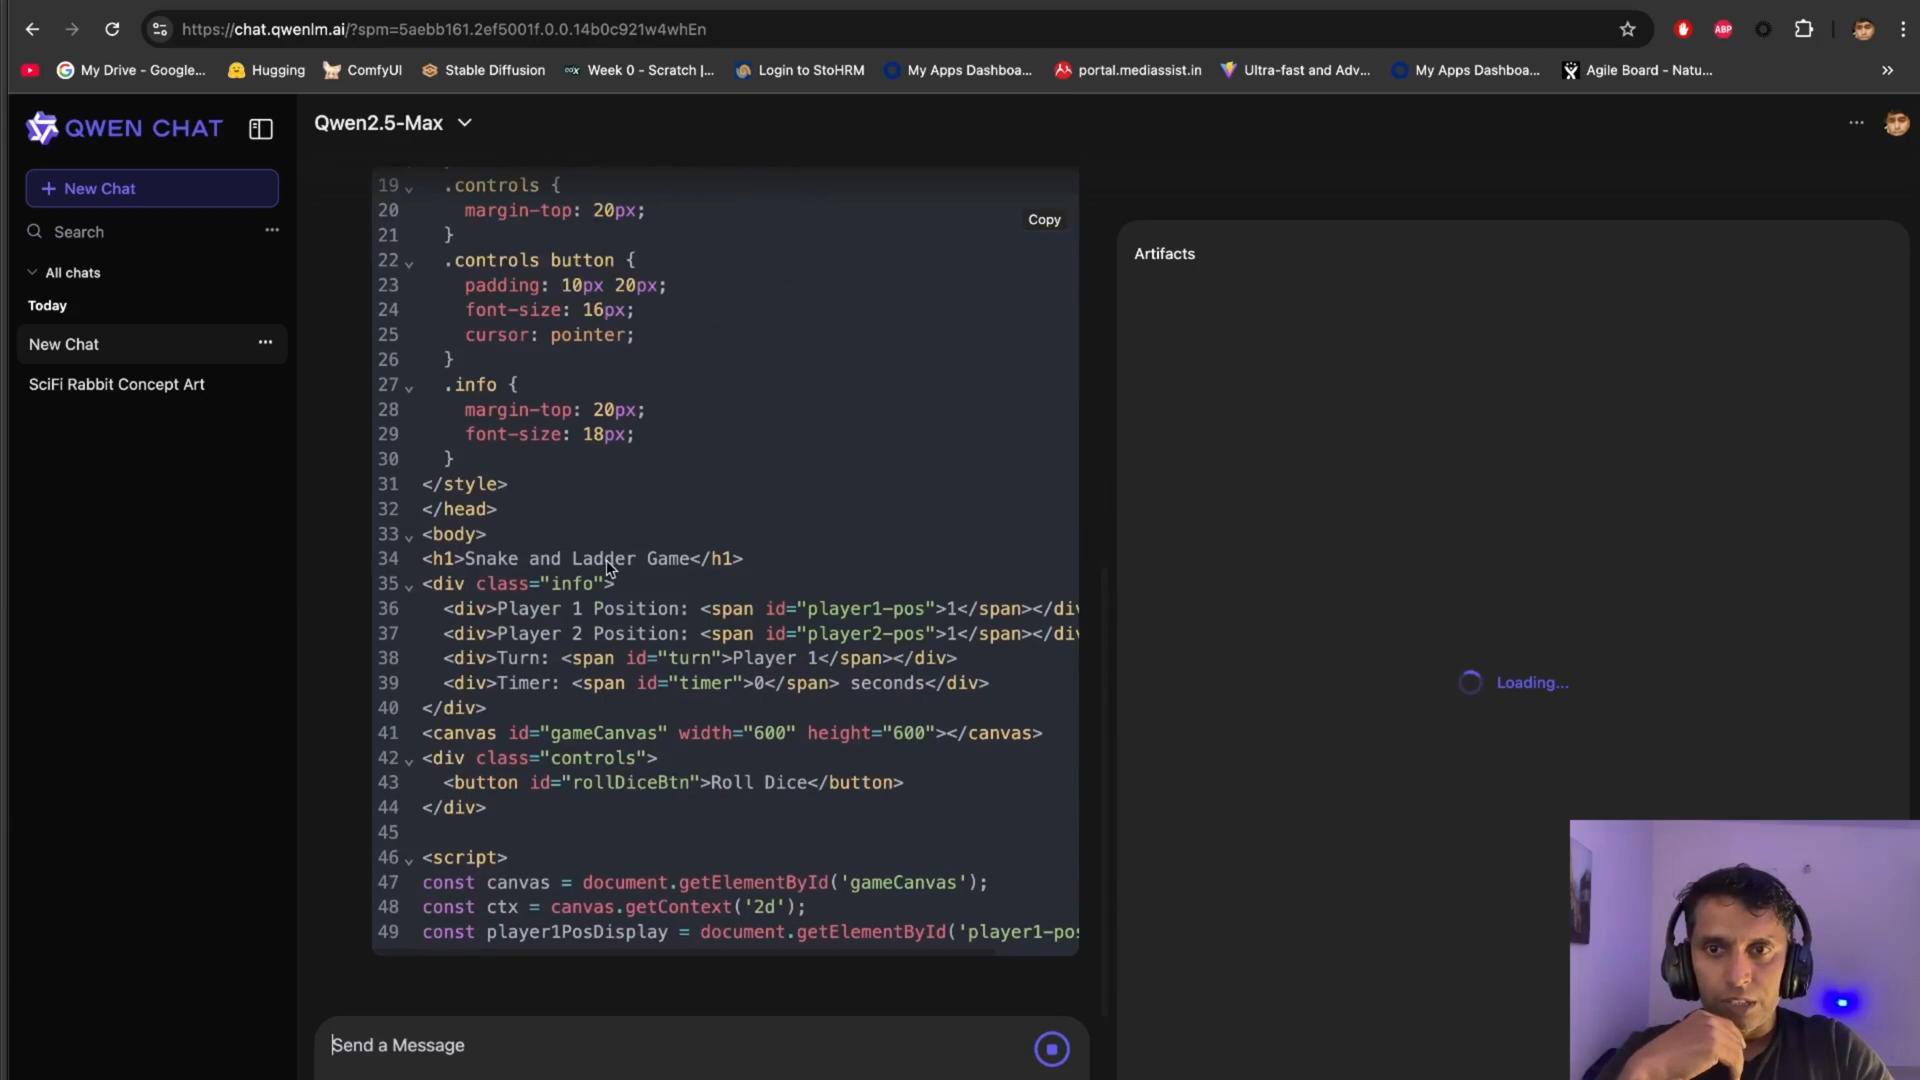 https://chat.qwenlm.ai/?spm=5aebb161.2ef5001f.0.0.14b0c921w4whEn
ABP
My Drive - Google...
Hugging
ComfyUI
Stable Diffusion
Week 0 - Scratch |...
Login to StoHRM
My Apps Dashboa...
portal.mediassist.in
Ultra-fast and Adv...
My Apps Dashboa...
Agile Board - Natu...
QWEN CHAT
Qwen2.5-Max
New Chat
Search
All chats
Today
New Chat
SciFi Rabbit Concept Art
Copy
19 .controls {
20 margin-top: 20px;
21 }
22 .controls button {
23 padding: 10px 20px;
24 font-size: 16px;
25 cursor: pointer;
26 }
27 .info {
28 margin-top: 20px;
29 font-size: 18px;
30 }
31 </style>
32 </head>
33 <body>
34 <h1>Snake and Ladder Game</h1>
35 <div class="info">
36 <div>Player 1 Position: <span id="player1-pos">1</span></div
37 <div>Player 2 Position: <span id="player2-pos">1</span></div
38 <div>Turn: <span id="turn">Player 1</span></div>
39 <div>Timer: <span id="timer">0</span> seconds</div>
40 </div>
41 <canvas id="gameCanvas" width="600" height="600"></canvas>
42 <div class="controls">
43 <button id="rollDiceBtn">Roll Dice</button>
44 </div>
45
46 <script>
47 const canvas = document.getElementById('gameCanvas');
48 const ctx = canvas.getContext('2d');
49 const player1PosDisplay = document.getElementById('player1-pos
Artifacts
Loading...
Send a Message